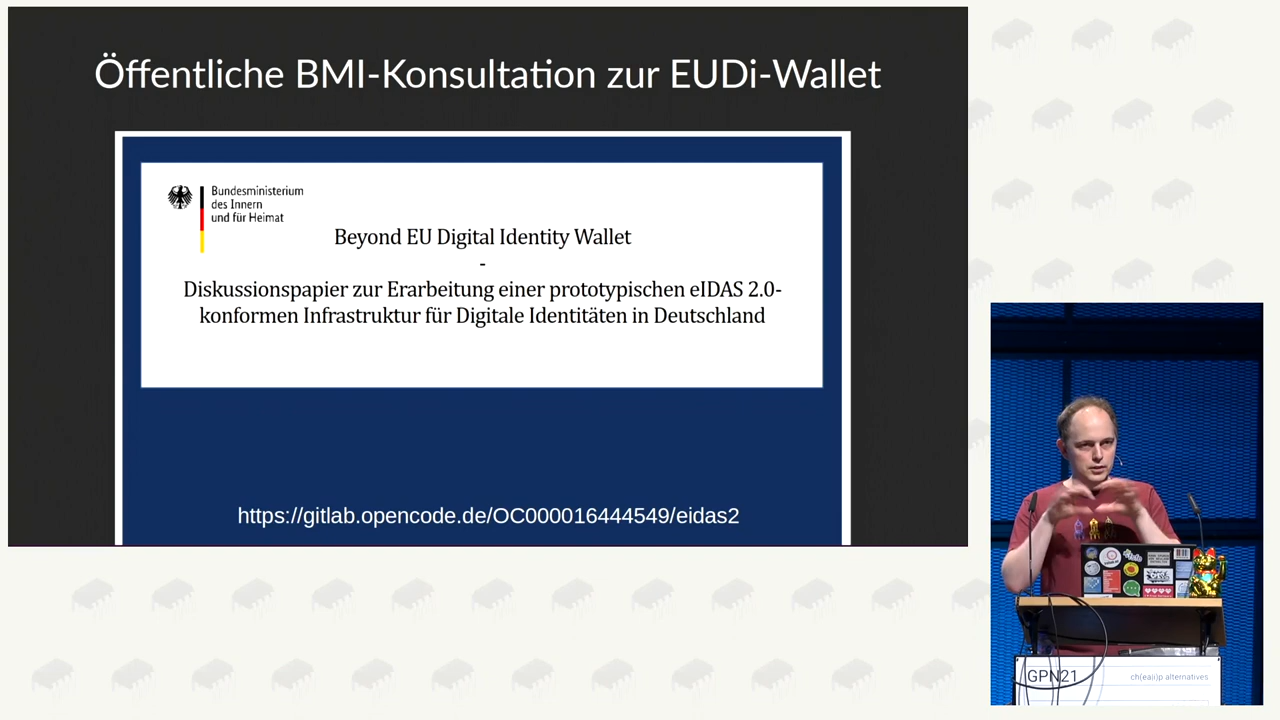 Öffentliche BMI-Konsultation zur EUDi-Wallet
Bundesministerium
des Innern
und für Heimat
Beyond EU Digital Identity Wallet
-
Diskussionspapier zur Erarbeitung einer prototypischen eIDAS 2.0-
konformen Infrastruktur für Digitale Identitäten in Deutschland
https://gitlab.opencode.de/OC000016444549/eidas2
GPN21
ch(ea(i)p alternatives